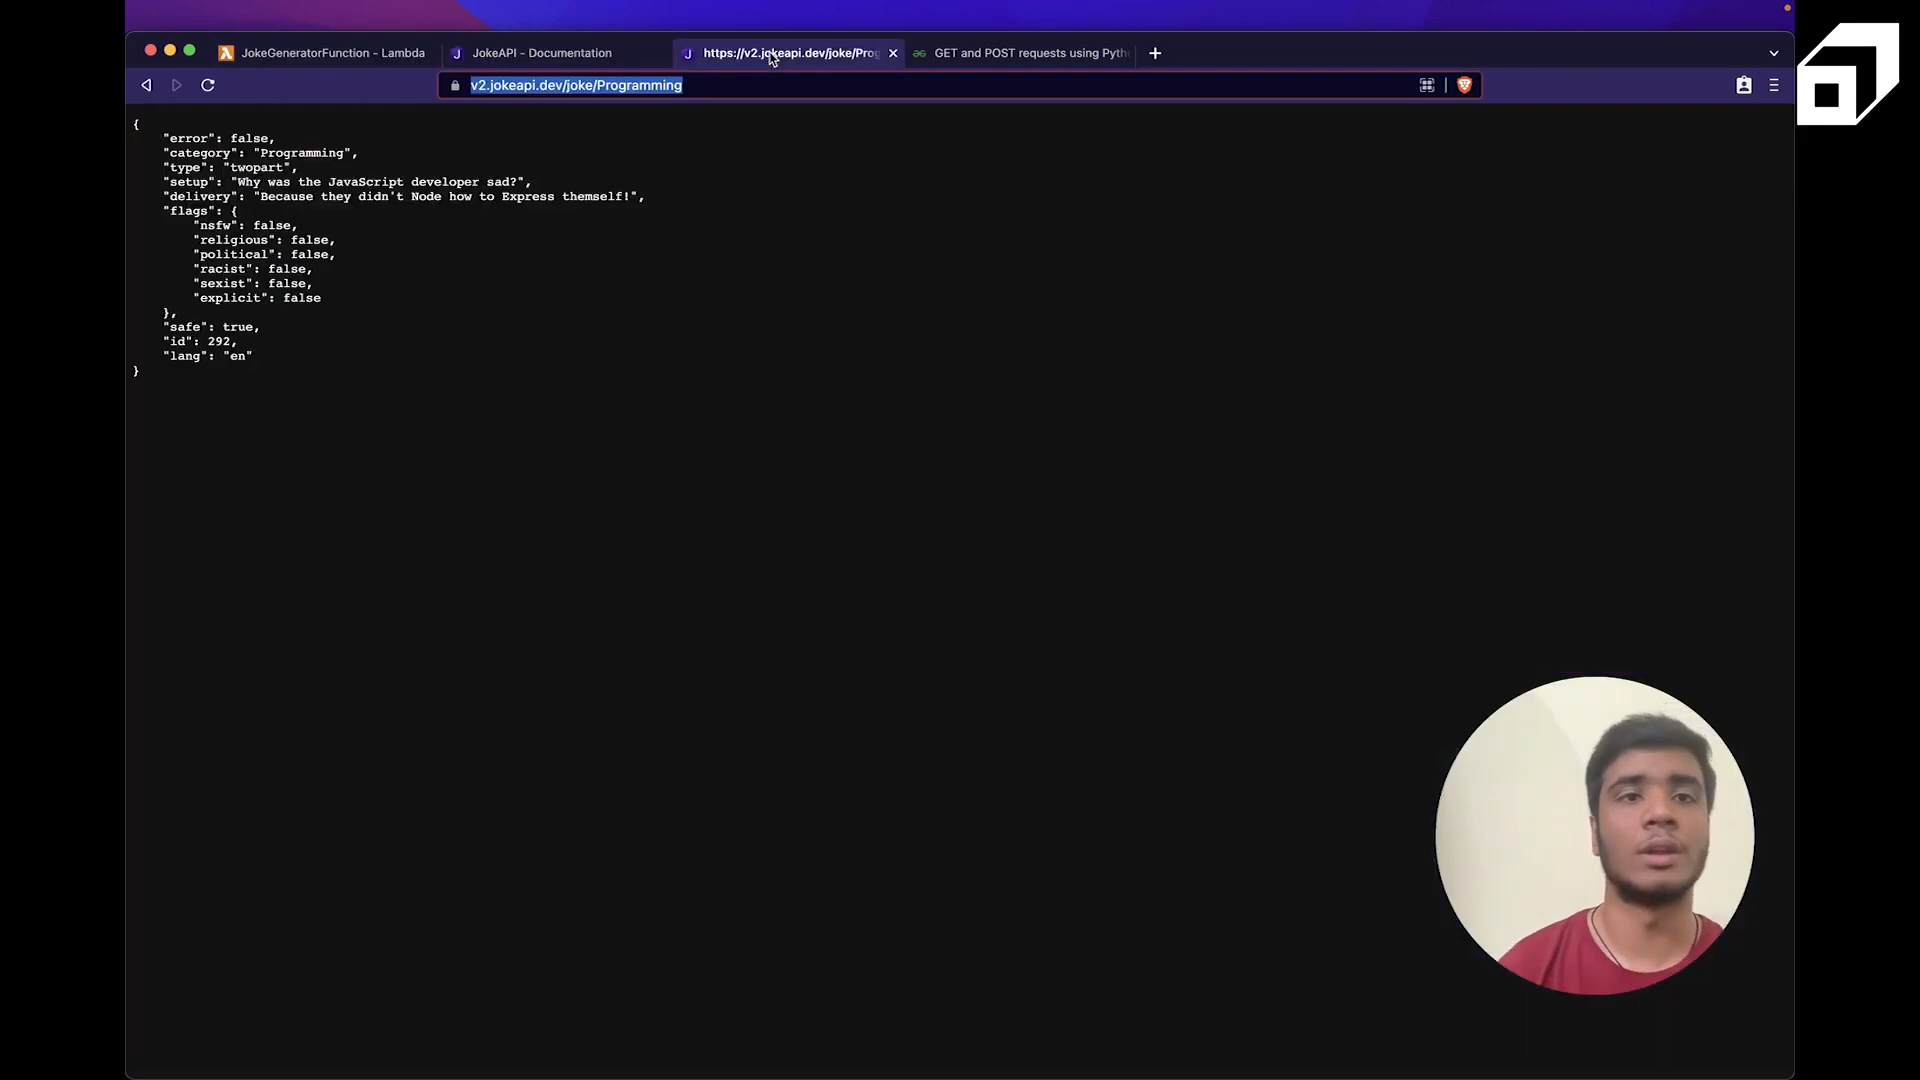 JokeGeneratorFunction - Lambda
JokeAPI - Documentation
https://v2.jokeapi.dev/joke/Prog
GET and POST requests using Pyth
v2.jokeapi.dev/joke/Programming
{
"error": false,
"category": "Programming",
"type": "twopart",
"setup": "Why was the JavaScript developer sad?",
"delivery": "Because they didn't Node how to Express themself!",
"flags": {
"nsfw": false,
"religious": false,
"political": false,
"racist": false,
"sexist": false,
"explicit": false
},
"safe": true,
"id": 292,
"lang": "en"
}